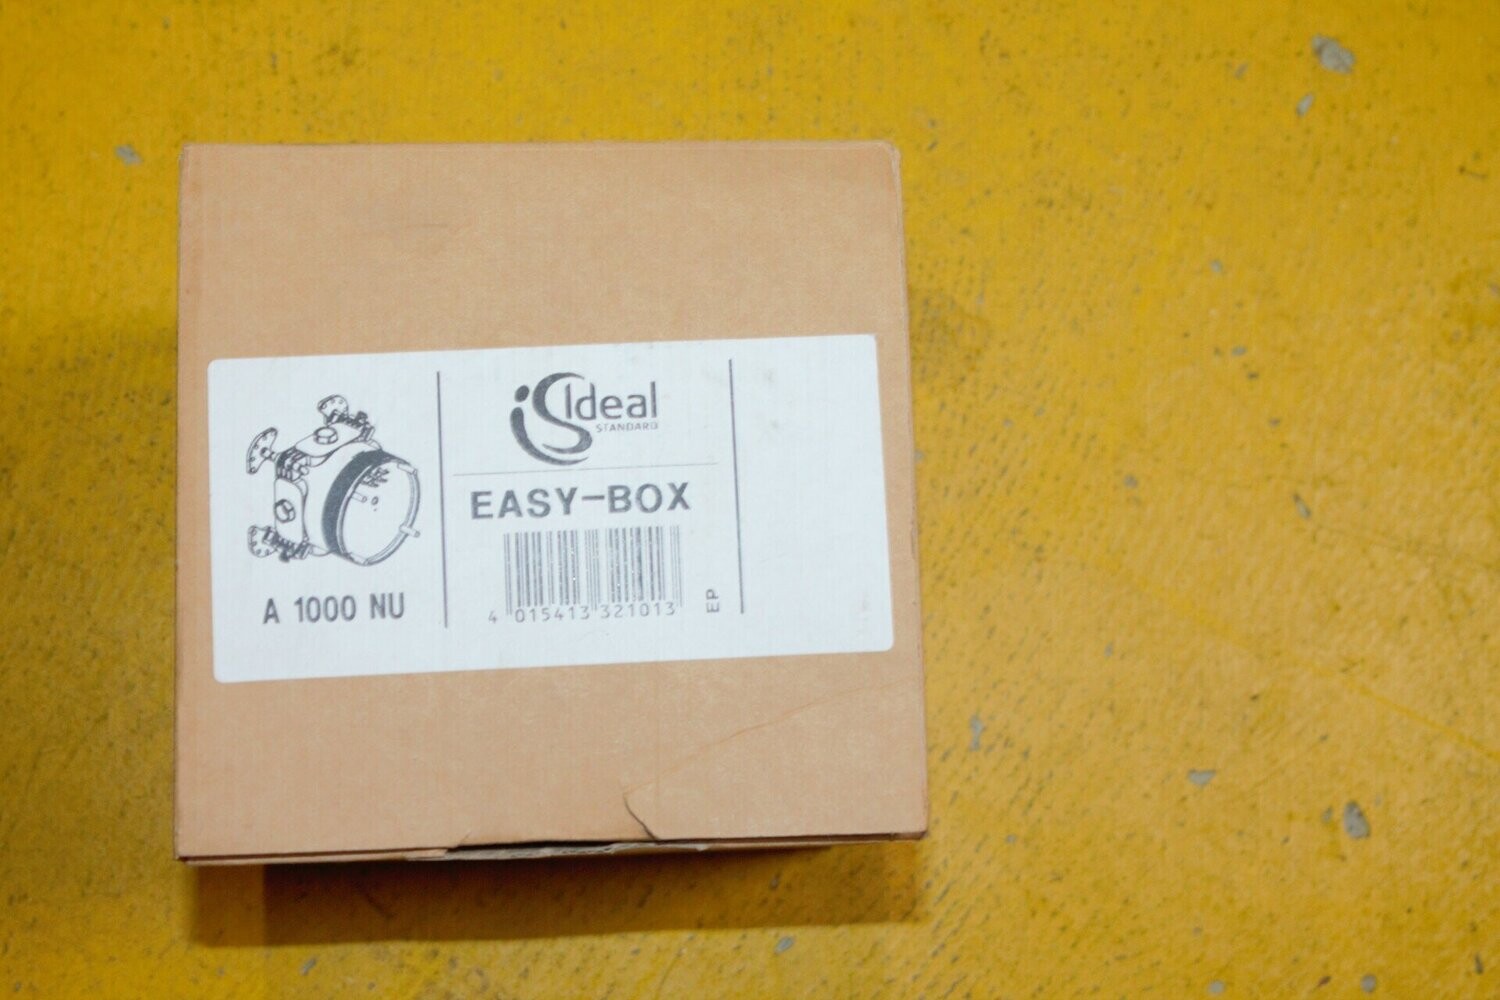 Ideal
STANDARD
EASY-BOX
4 015413 321013
EP
A 1000 NU